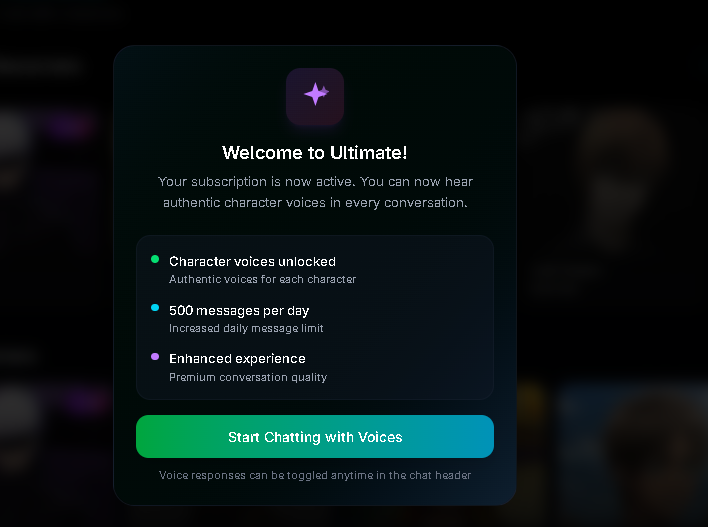 Welcome to Ultimate!
Your subscription is now active. You can now hear
authentic character voices in every conversation.
Character voices unlocked
Authentic voices for each character
500 messages per day
Increased daily message limit
Enhanced experience
Premium conversation quality
Start Chatting with Voices
Voice responses can be toggled anytime in the chat header